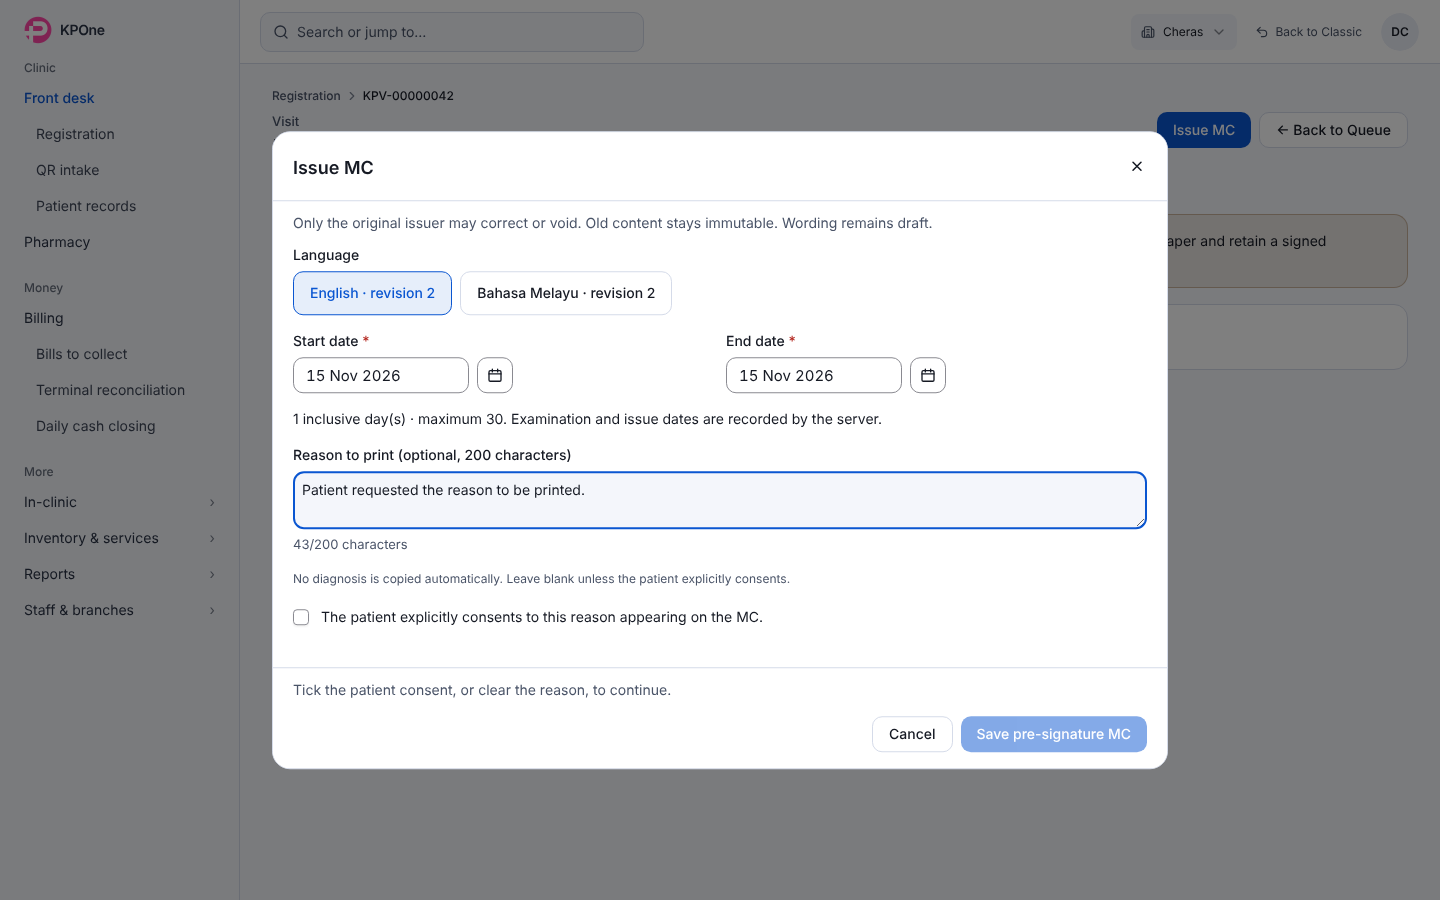 KPOne
Clinic
Front desk
Registration
QR intake
Patient records
Pharmacy
Money
Billing
Bills to collect
Terminal reconciliation
Daily cash closing
More
In-clinic
Inventory & services
Reports
Staff & branches
Search or jump to...
Cheras
Back to Classic
DC
Registration > KPV-00000042
Visit
Issue MC
← Back to Queue
aper and retain a signed
Issue MC
Only the original issuer may correct or void. Old content stays immutable. Wording remains draft.
Language
English · revision 2
Bahasa Melayu · revision 2
Start date *
End date *
15 Nov 2026
15 Nov 2026
1 inclusive day(s) · maximum 30. Examination and issue dates are recorded by the server.
Reason to print (optional, 200 characters)
Patient requested the reason to be printed.
43/200 characters
No diagnosis is copied automatically. Leave blank unless the patient explicitly consents.
The patient explicitly consents to this reason appearing on the MC.
Tick the patient consent, or clear the reason, to continue.
Cancel
Save pre-signature MC